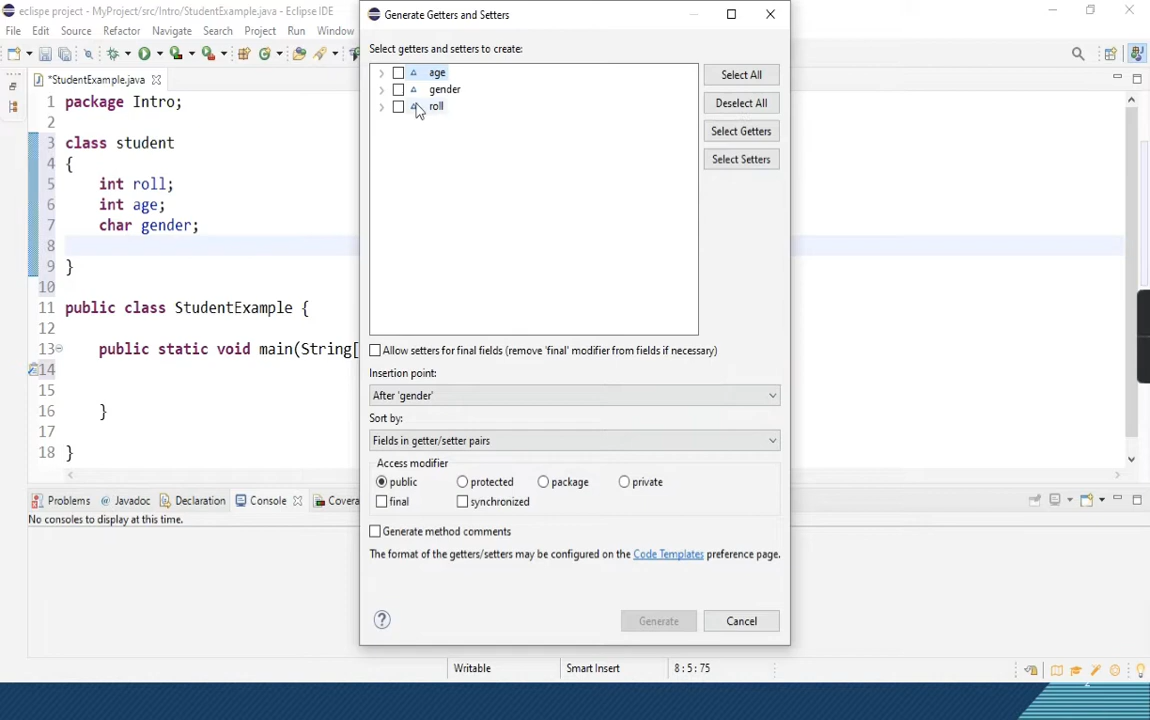 eclispe project - MyProject/src/Intro/StudentExample.java - Eclipse IDE
File Edit Source Refactor Navigate Search Project Run Window
*StudentExample.java
1 package Intro;
2
3 class student
4 {
5 int roll;
6 int age;
7 char gender;
8
9 }
10
11 public class StudentExample {
12
13 public static void main(String[
14
15
16 }
17
18 }
Problems @ Javadoc Declaration Console Covera
No consoles to display at this time.
Generate Getters and Setters
Select getters and setters to create:
age
gender
roll
Select All
Deselect All
Select Getters
Select Setters
Allow setters for final fields (remove 'final' modifier from fields if necessary)
Insertion point:
After 'gender'
Sort by:
Fields in getter/setter pairs
Access modifier
public protected package private
final synchronized
Generate method comments
The format of the getters/setters may be configured on the Code Templates preference page.
?
Generate Cancel
Writable Smart Insert 8 : 5 : 75